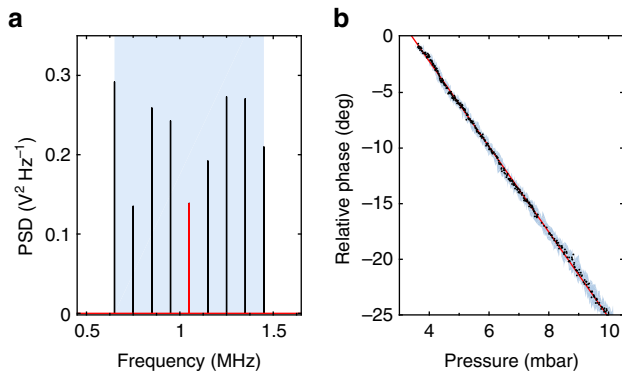 a
PSD (V² Hz⁻¹)
0.3
0.2
0.1
0
0.5
1
1.5
Frequency (MHz)
b
Relative phase (deg)
0
−5
−10
−15
−20
−25
4
6
8
10
Pressure (mbar)